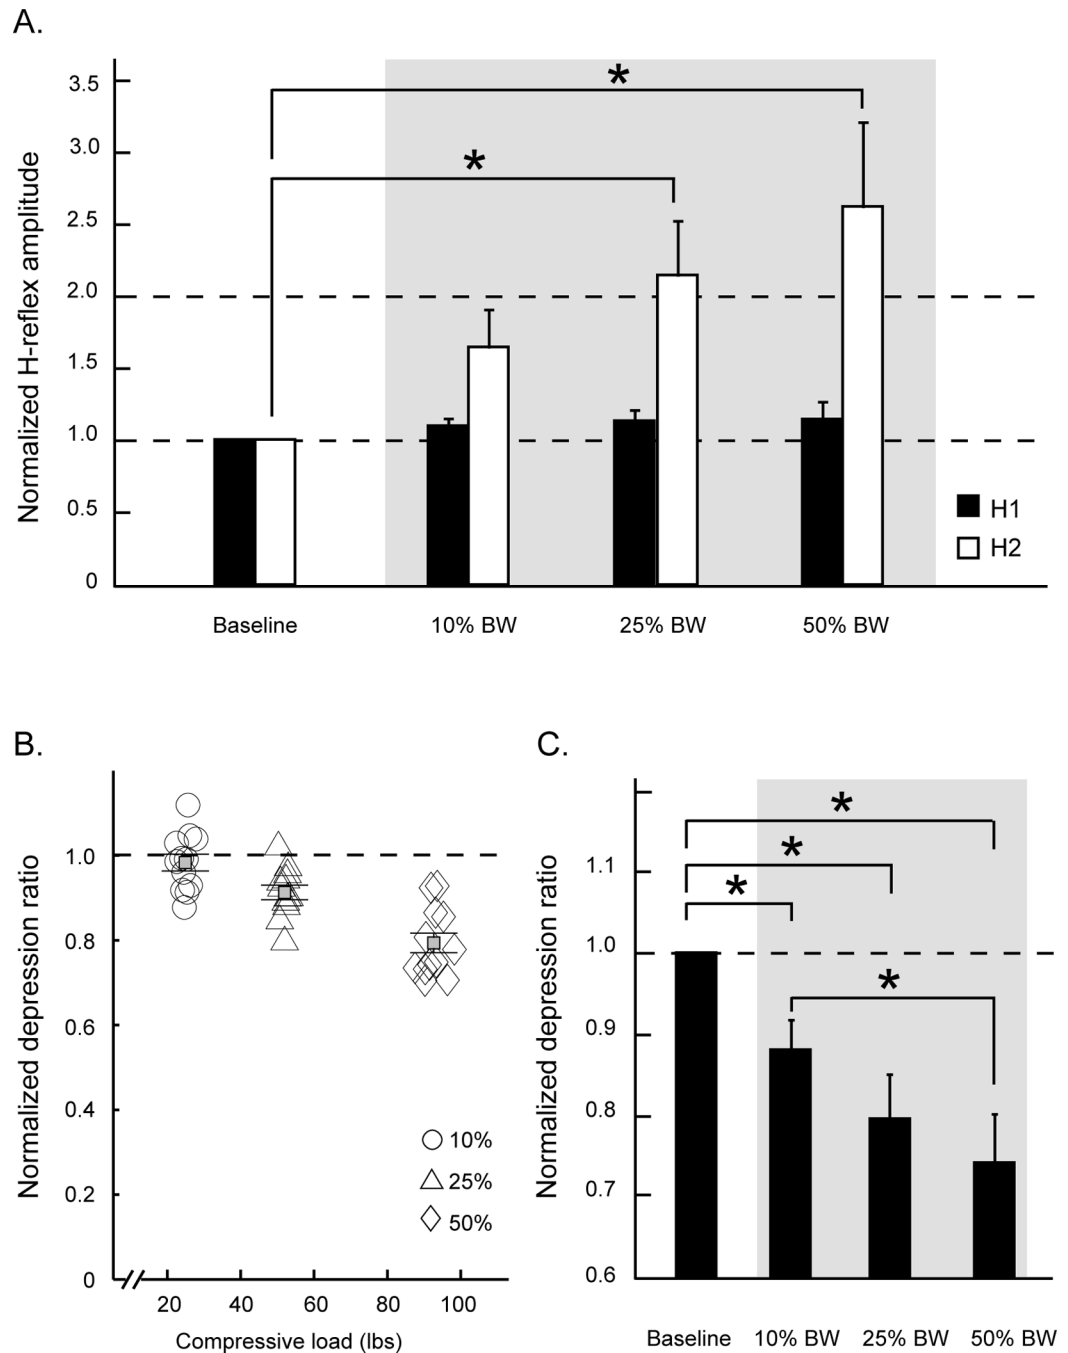 A.
Normalized H-reflex amplitude
3.5
3.0
2.5
2.0
1.5
1.0
0.5
0
*
*
H1
H2
Baseline
10% BW
25% BW
50% BW
B.
Normalized depression ratio
1.0
0.8
0.6
0.4
0.2
0
10%
25%
50%
20
40
60
80
100
Compressive load (lbs)
C.
Normalized depression ratio
1.1
1.0
0.9
0.8
0.7
0.6
*
*
*
*
Baseline
10% BW
25% BW
50% BW